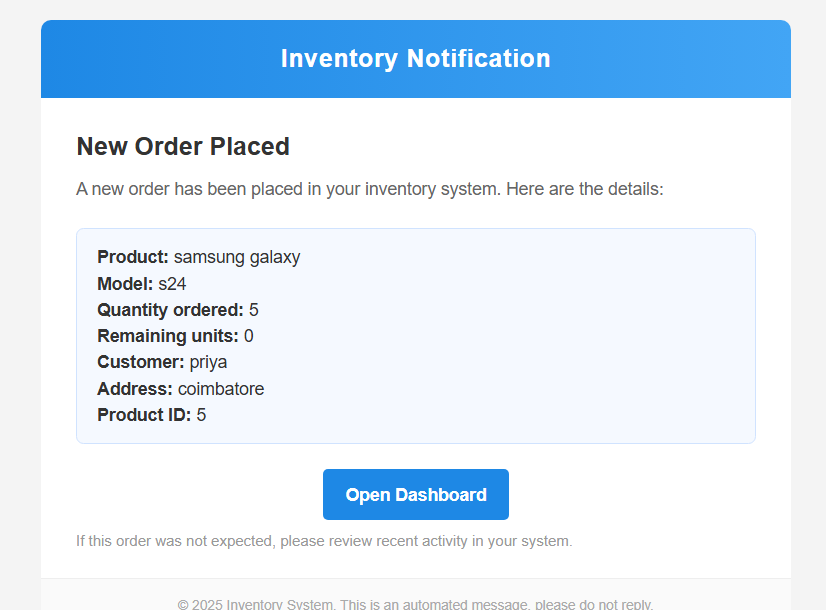 Inventory Notification
New Order Placed
A new order has been placed in your inventory system. Here are the details:
Product: samsung galaxy
Model: s24
Quantity ordered: 5
Remaining units: 0
Customer: priya
Address: coimbatore
Product ID: 5
Open Dashboard
If this order was not expected, please review recent activity in your system.
© 2025 Inventory System. This is an automated message, please do not reply.